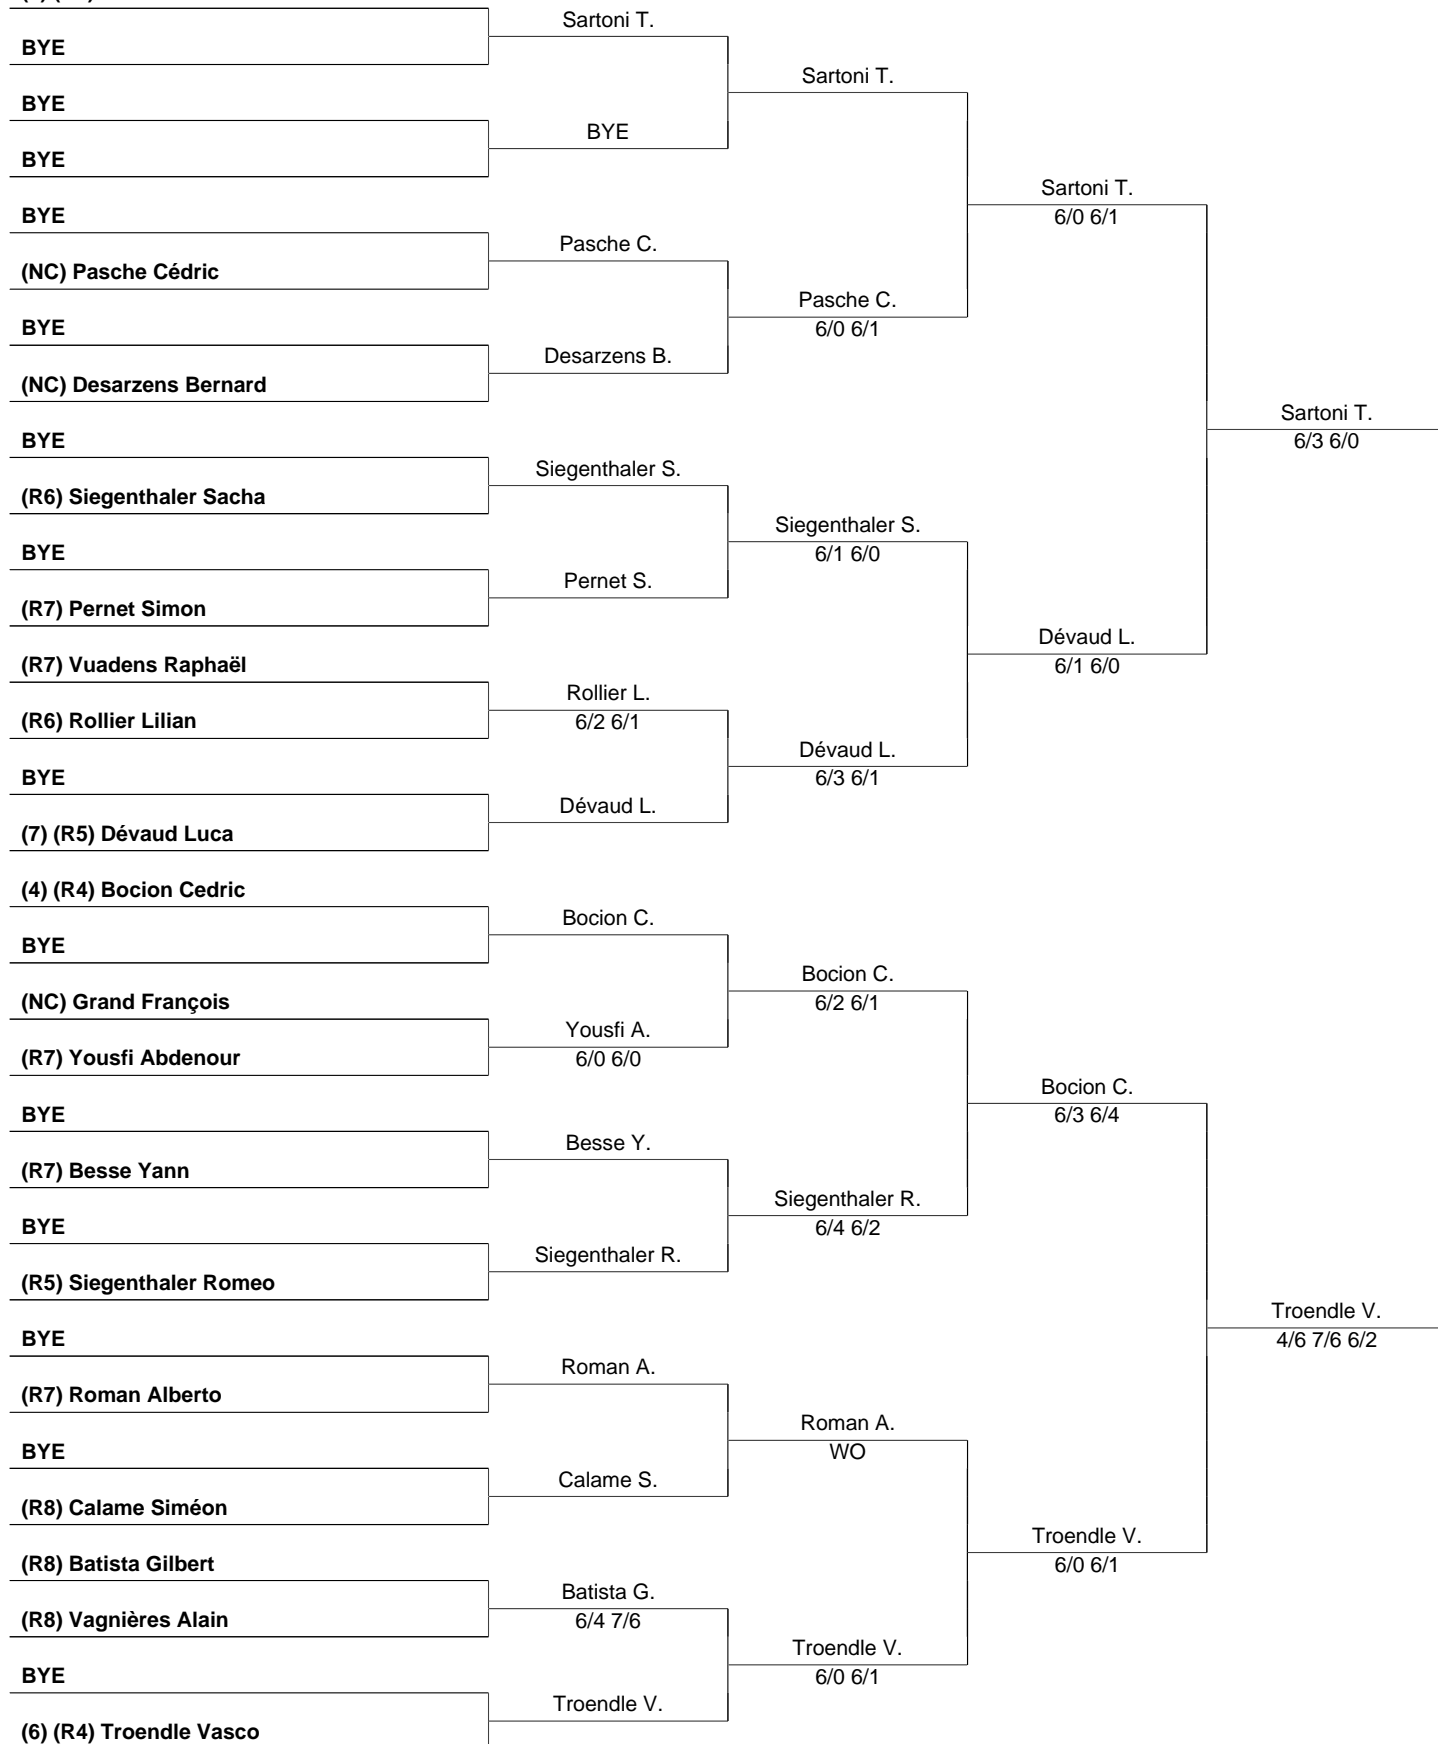 Sartoni T.
BYE
Sartoni T.
BYE
BYE
BYE
BYE
Sartoni T.
6/0 6/1
Pasche C.
(NC) Pasche Cédric
Pasche C.
6/0 6/1
BYE
Desarzens B.
(NC) Desarzens Bernard
Sartoni T.
6/3 6/0
BYE
Siegenthaler S.
(R6) Siegenthaler Sacha
Siegenthaler S.
6/1 6/0
BYE
Pernet S.
(R7) Pernet Simon
Dévaud L.
6/1 6/0
(R7) Vuadens Raphaël
Rollier L.
6/2 6/1
(R6) Rollier Lilian
Dévaud L.
6/3 6/1
BYE
Dévaud L.
(7) (R5) Dévaud Luca
(4) (R4) Bocion Cedric
Bocion C.
BYE
Bocion C.
6/2 6/1
(NC) Grand François
Yousfi A.
6/0 6/0
(R7) Yousfi Abdenour
Bocion C.
6/3 6/4
BYE
Besse Y.
(R7) Besse Yann
Siegenthaler R.
6/4 6/2
BYE
Siegenthaler R.
(R5) Siegenthaler Romeo
Troendle V.
4/6 7/6 6/2
BYE
Roman A.
(R7) Roman Alberto
Roman A.
WO
BYE
Calame S.
(R8) Calame Siméon
Troendle V.
6/0 6/1
(R8) Batista Gilbert
Batista G.
6/4 7/6
(R8) Vagnières Alain
Troendle V.
6/0 6/1
BYE
Troendle V.
(6) (R4) Troendle Vasco